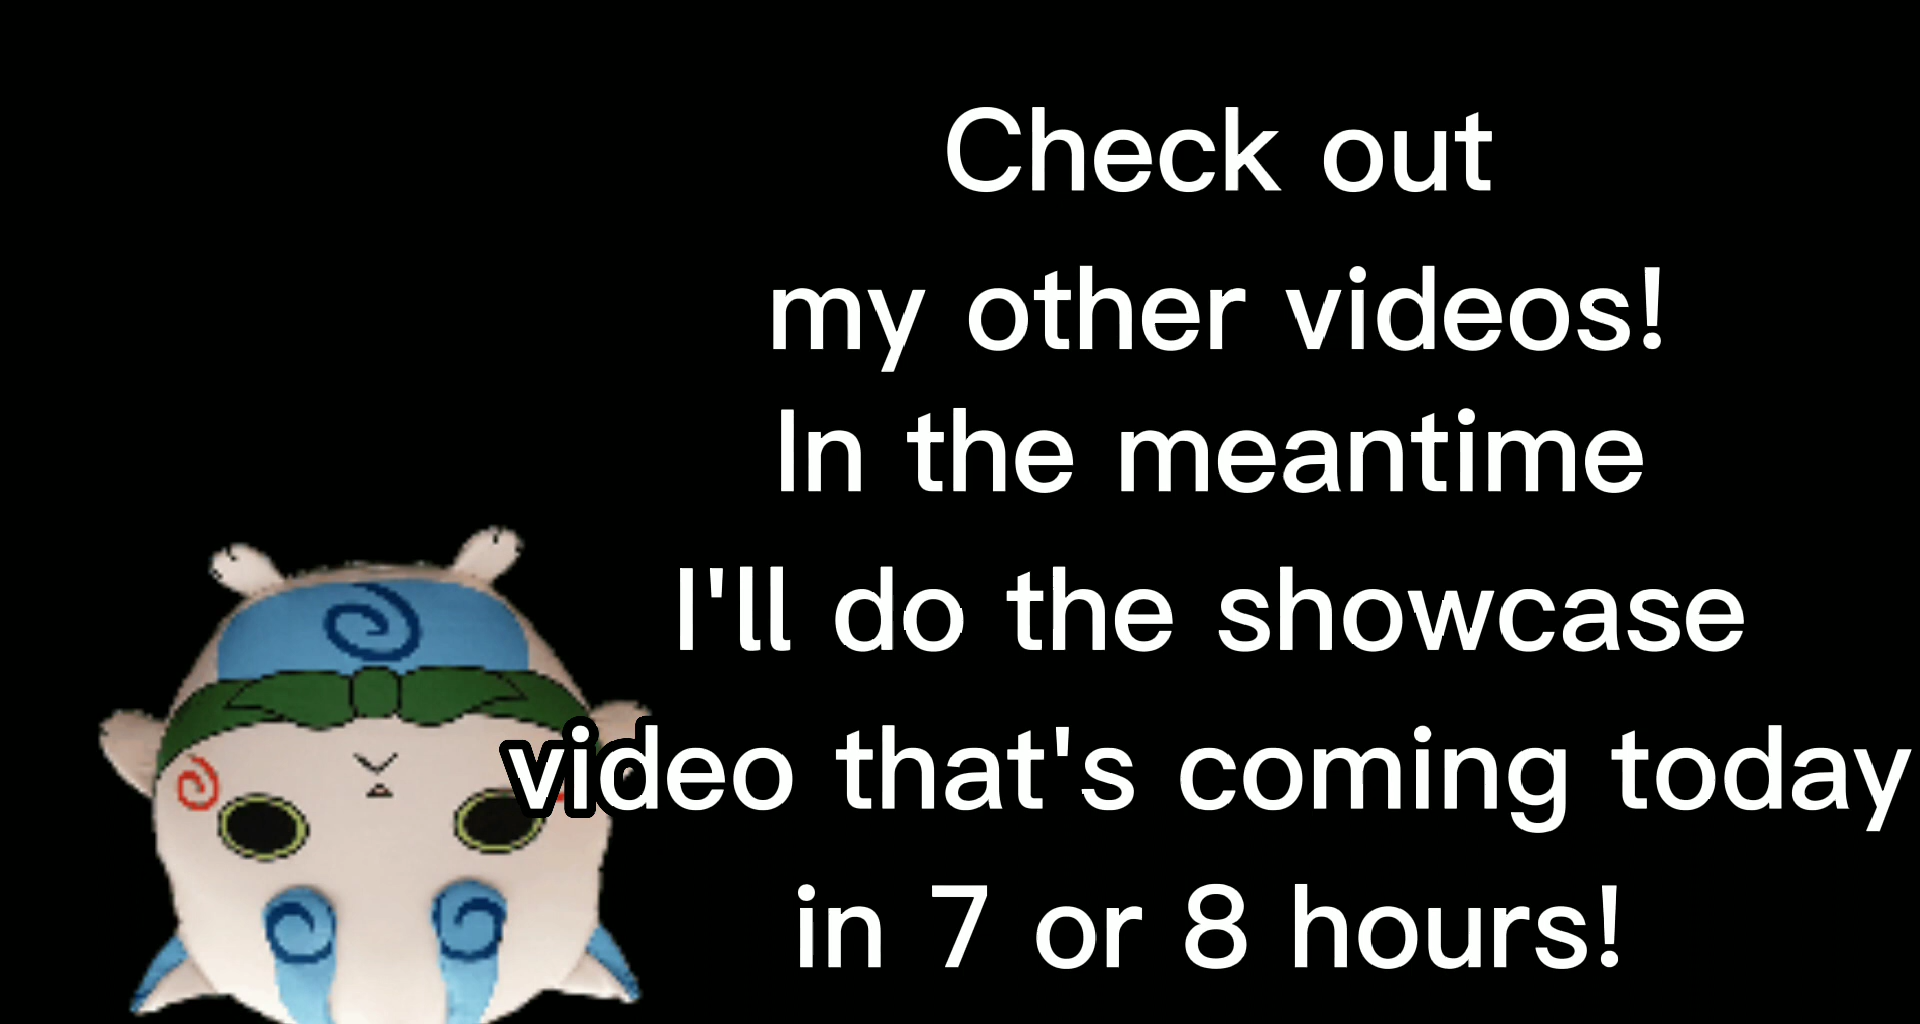 Check out
my other videos!
In the meantime
I'll do the showcase
video that's coming today
in 7 or 8 hours!